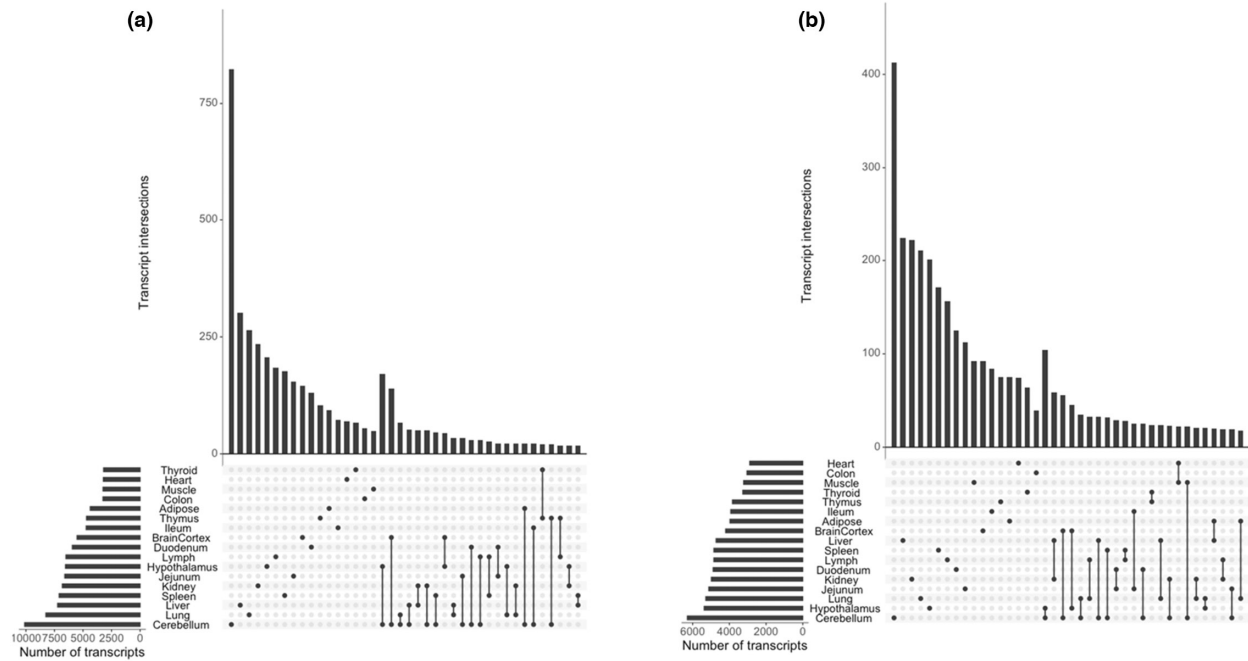 (a)
750
500
250
0
Transcript intersections
Thyroid
Heart
Muscle
Colon
Adipose
Thymus
Ileum
BrainCortex
Duodenum
Lymph
Hypothalamus
Jejunum
Kidney
Spleen
Liver
Lung
Cerebellum
10000 7500 5000 2500 0
Number of transcripts
(b)
400
300
200
100
0
Transcript intersections
Heart
Colon
Muscle
Thyroid
Thymus
Ileum
Adipose
BrainCortex
Liver
Spleen
Lymph
Duodenum
Kidney
Jejunum
Lung
Hypothalamus
Cerebellum
6000 4000 2000 0
Number of transcripts